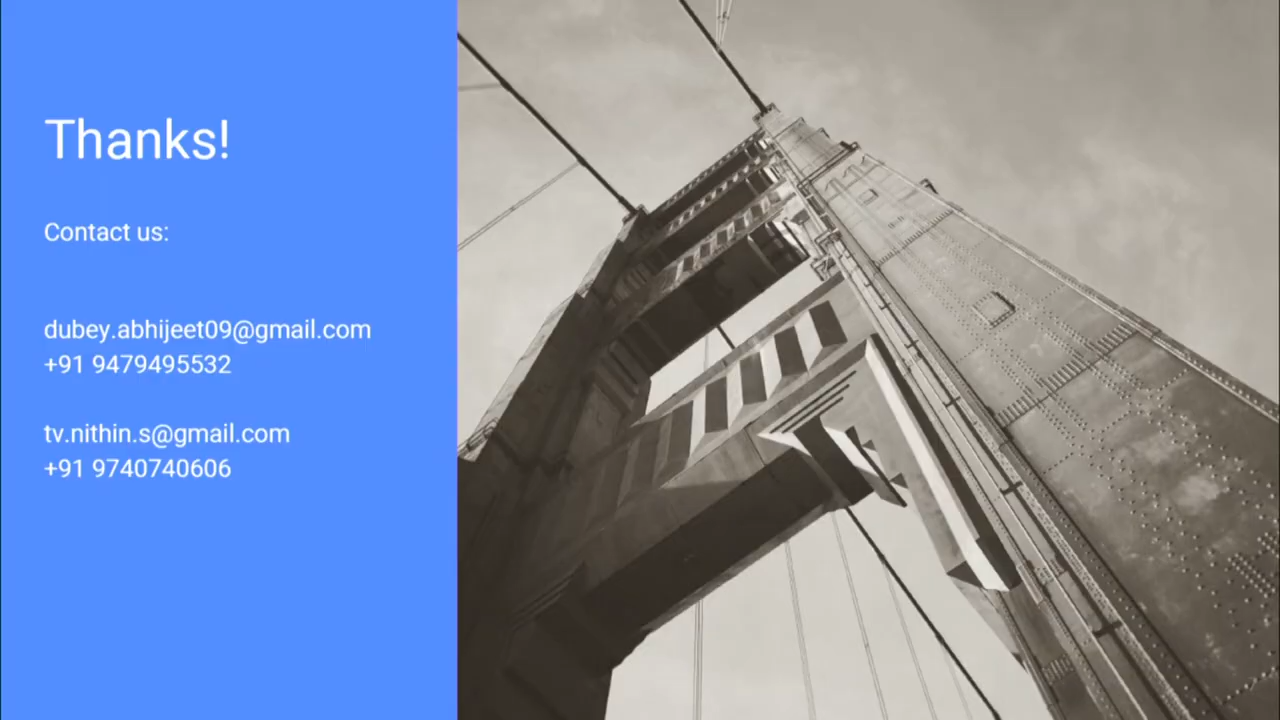 Thanks!
Contact us:
dubey.abhijeet09@gmail.com
+91 9479495532
tv.nithin.s@gmail.com
+91 9740740606